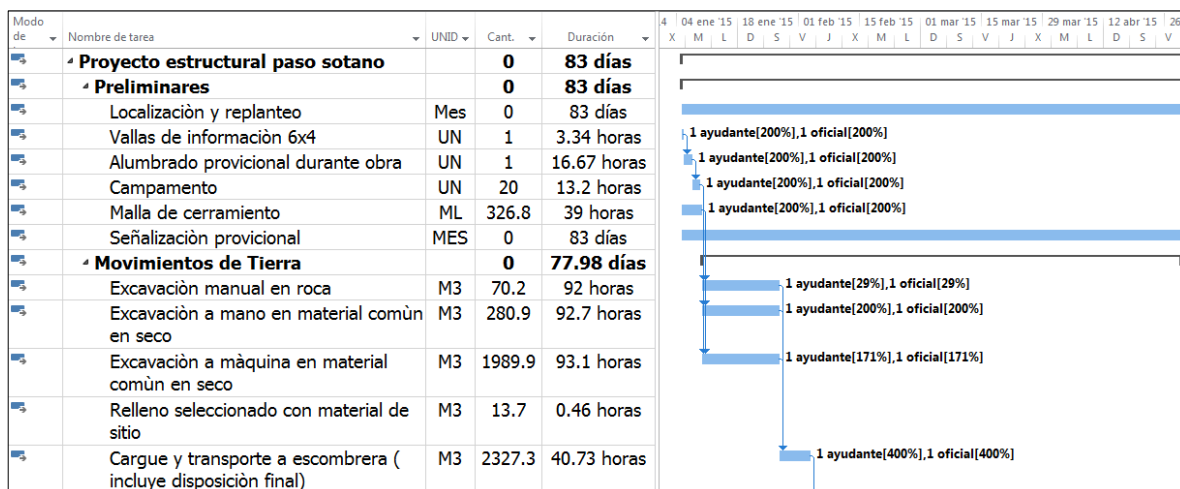 Modo de Nombre de tarea UNID Cant. Duración
4 04 ene '15 18 ene '15 01 feb '15 15 feb '15 01 mar '15 15 mar '15 29 mar '15 12 abr '15 26
X M L D S V J X M L D S V J X M L D S V
Proyecto estructural paso sotano 0 83 días
Preliminares 0 83 días
Localizaciòn y replanteo Mes 0 83 días
Vallas de informaciòn 6x4 UN 1 3.34 horas 1 ayudante[200%],1 oficial[200%]
Alumbrado provicional durante obra UN 1 16.67 horas 1 ayudante[200%],1 oficial[200%]
Campamento UN 20 13.2 horas 1 ayudante[200%],1 oficial[200%]
Malla de cerramiento ML 326.8 39 horas 1 ayudante[200%],1 oficial[200%]
Señalizaciòn provicional MES 0 83 días
Movimientos de Tierra 0 77.98 días
Excavaciòn manual en roca M3 70.2 92 horas 1 ayudante[29%],1 oficial[29%]
Excavaciòn a mano en material comùn M3 280.9 92.7 horas 1 ayudante[200%],1 oficial[200%]
en seco
Excavaciòn a màquina en material M3 1989.9 93.1 horas 1 ayudante[171%],1 oficial[171%]
comùn en seco
Relleno seleccionado con material de M3 13.7 0.46 horas
sitio
Cargue y transporte a escombrera ( M3 2327.3 40.73 horas 1 ayudante[400%],1 oficial[400%]
incluye disposiciòn final)